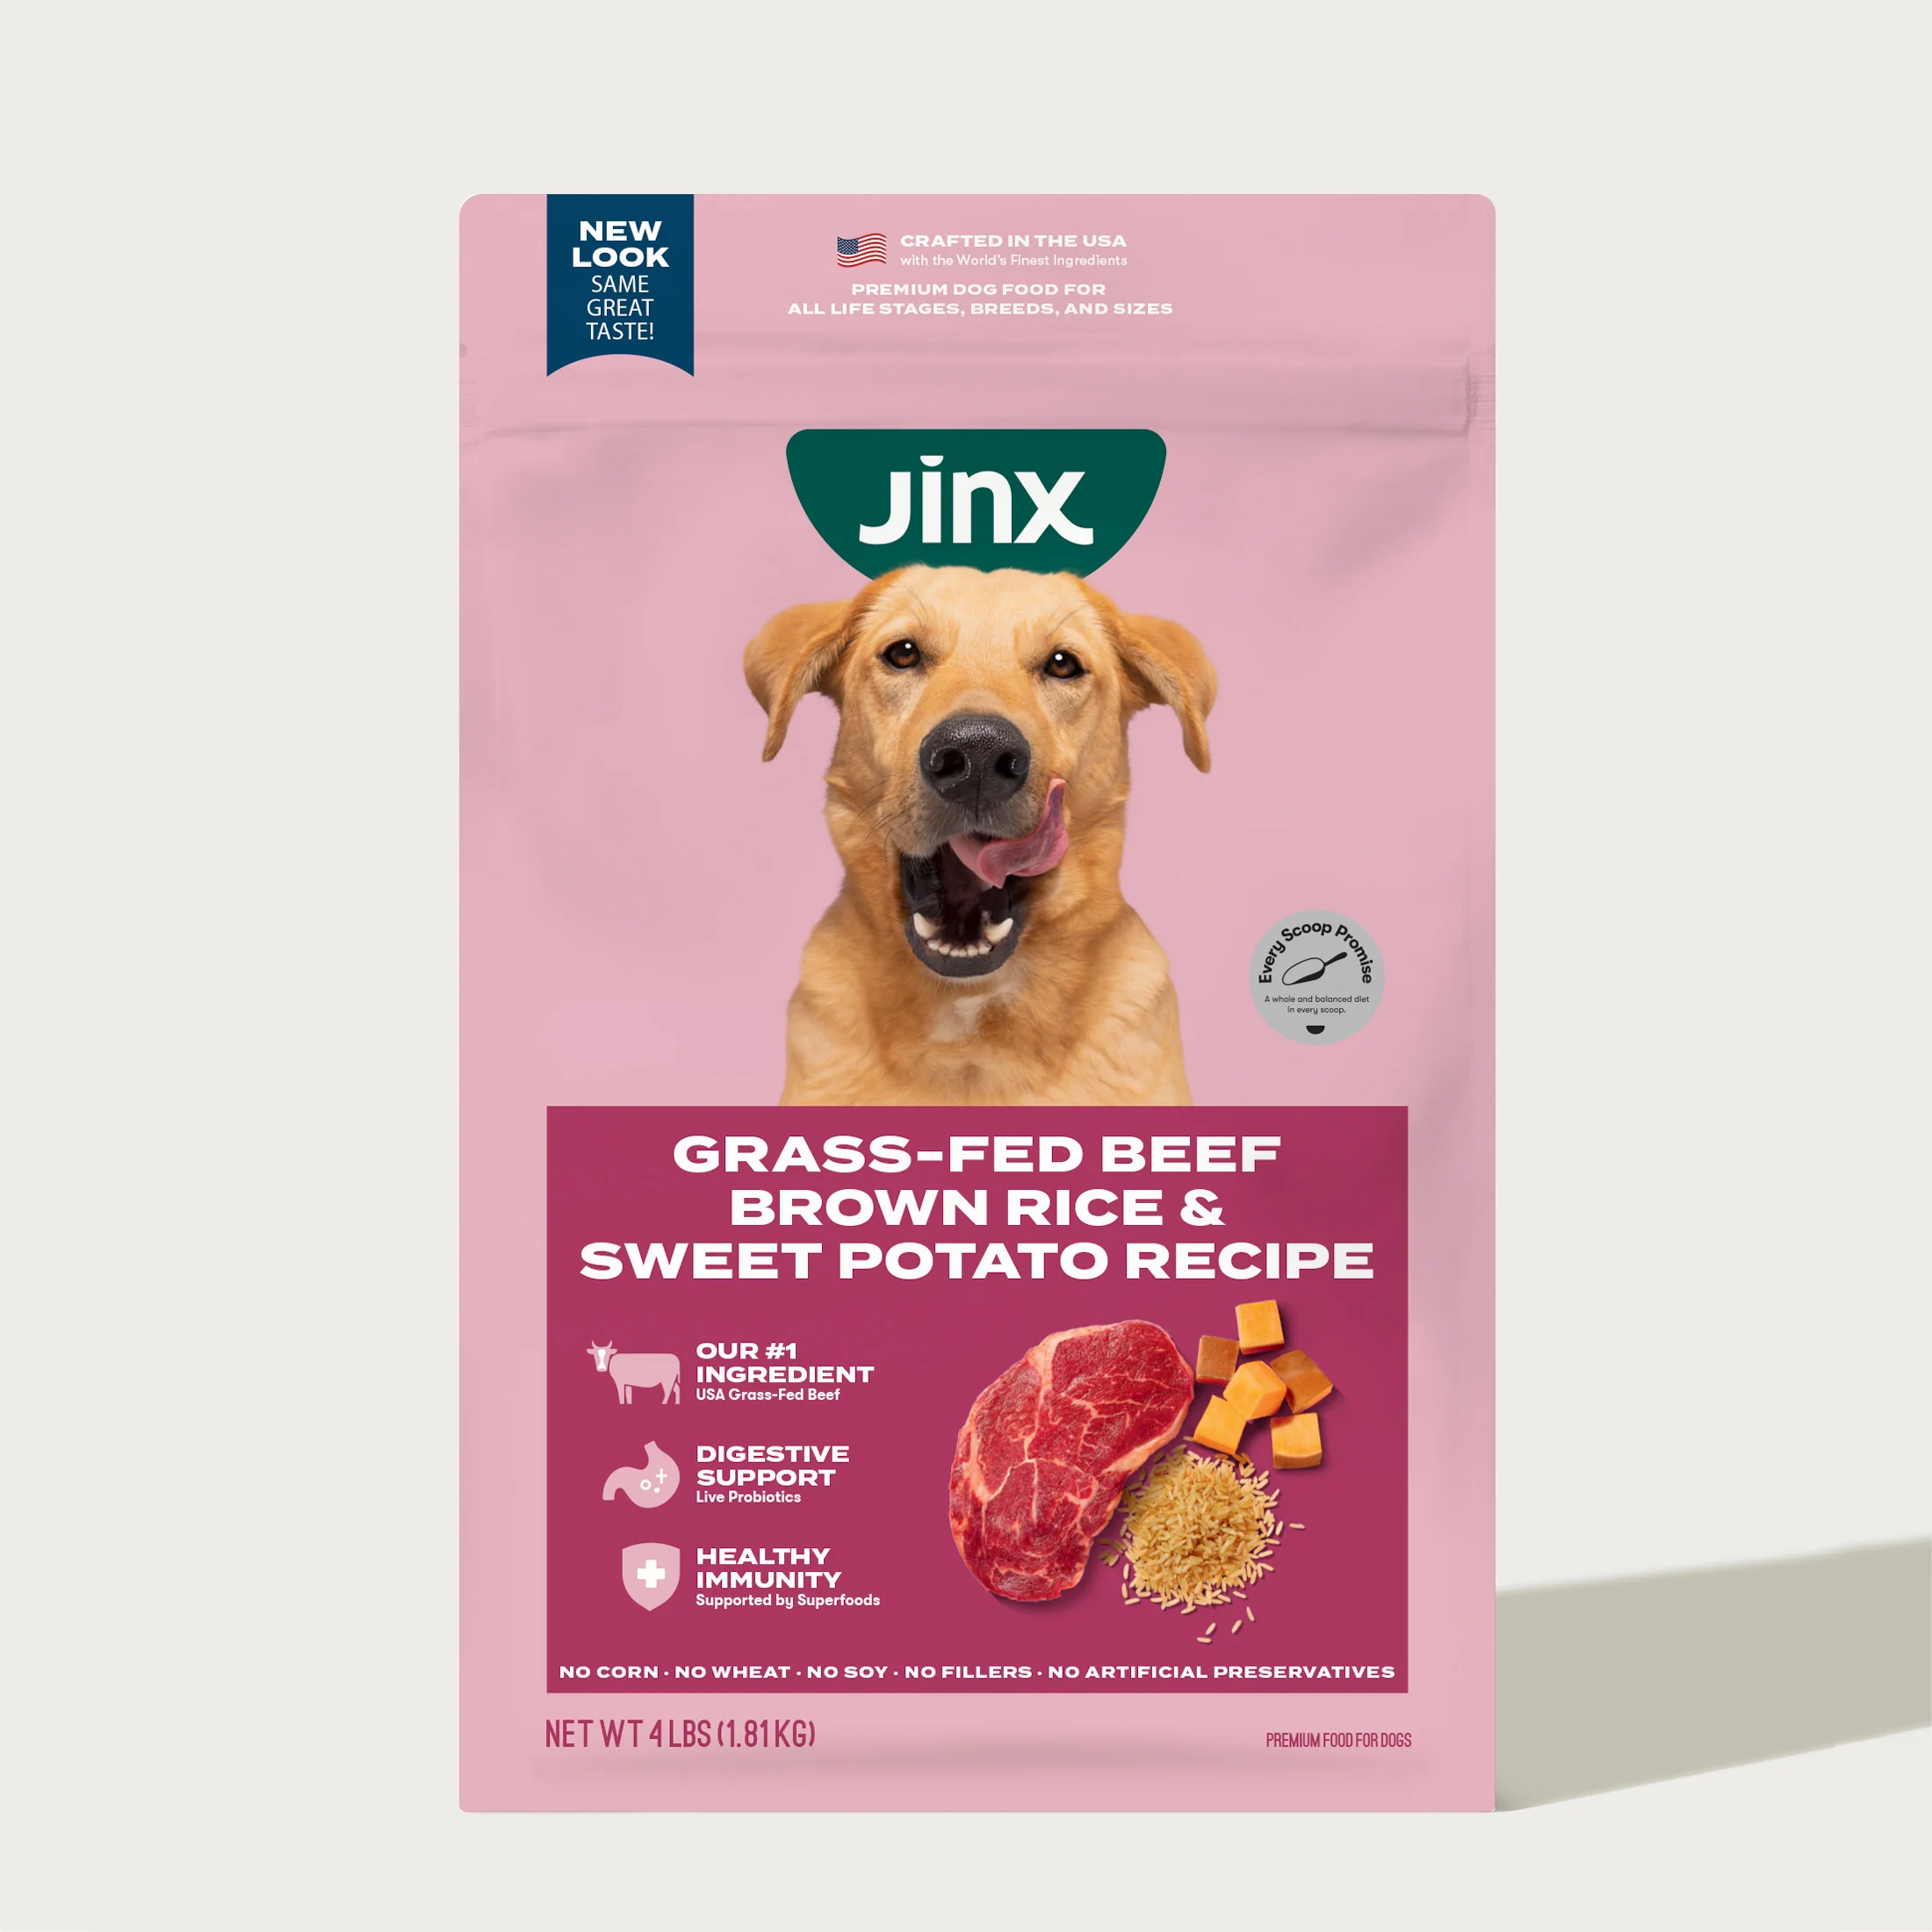 NEW
LOOK
SAME
GREAT
TASTE!
CRAFTED IN THE USA
with the World's Finest Ingredients
PREMIUM DOG FOOD FOR
ALL LIFE STAGES, BREEDS, AND SIZES
Jinx
Every Scoop Promise
A whole and balanced diet
in every scoop.
GRASS-FED BEEF
BROWN RICE &
SWEET POTATO RECIPE
OUR #1
INGREDIENT
USA Grass-Fed Beef
DIGESTIVE
SUPPORT
Live Probiotics
HEALTHY
IMMUNITY
Supported by Superfoods
NO CORN · NO WHEAT · NO SOY · NO FILLERS · NO ARTIFICIAL PRESERVATIVES
NET WT 4 LBS (1.81 KG)
PREMIUM FOOD FOR DOGS